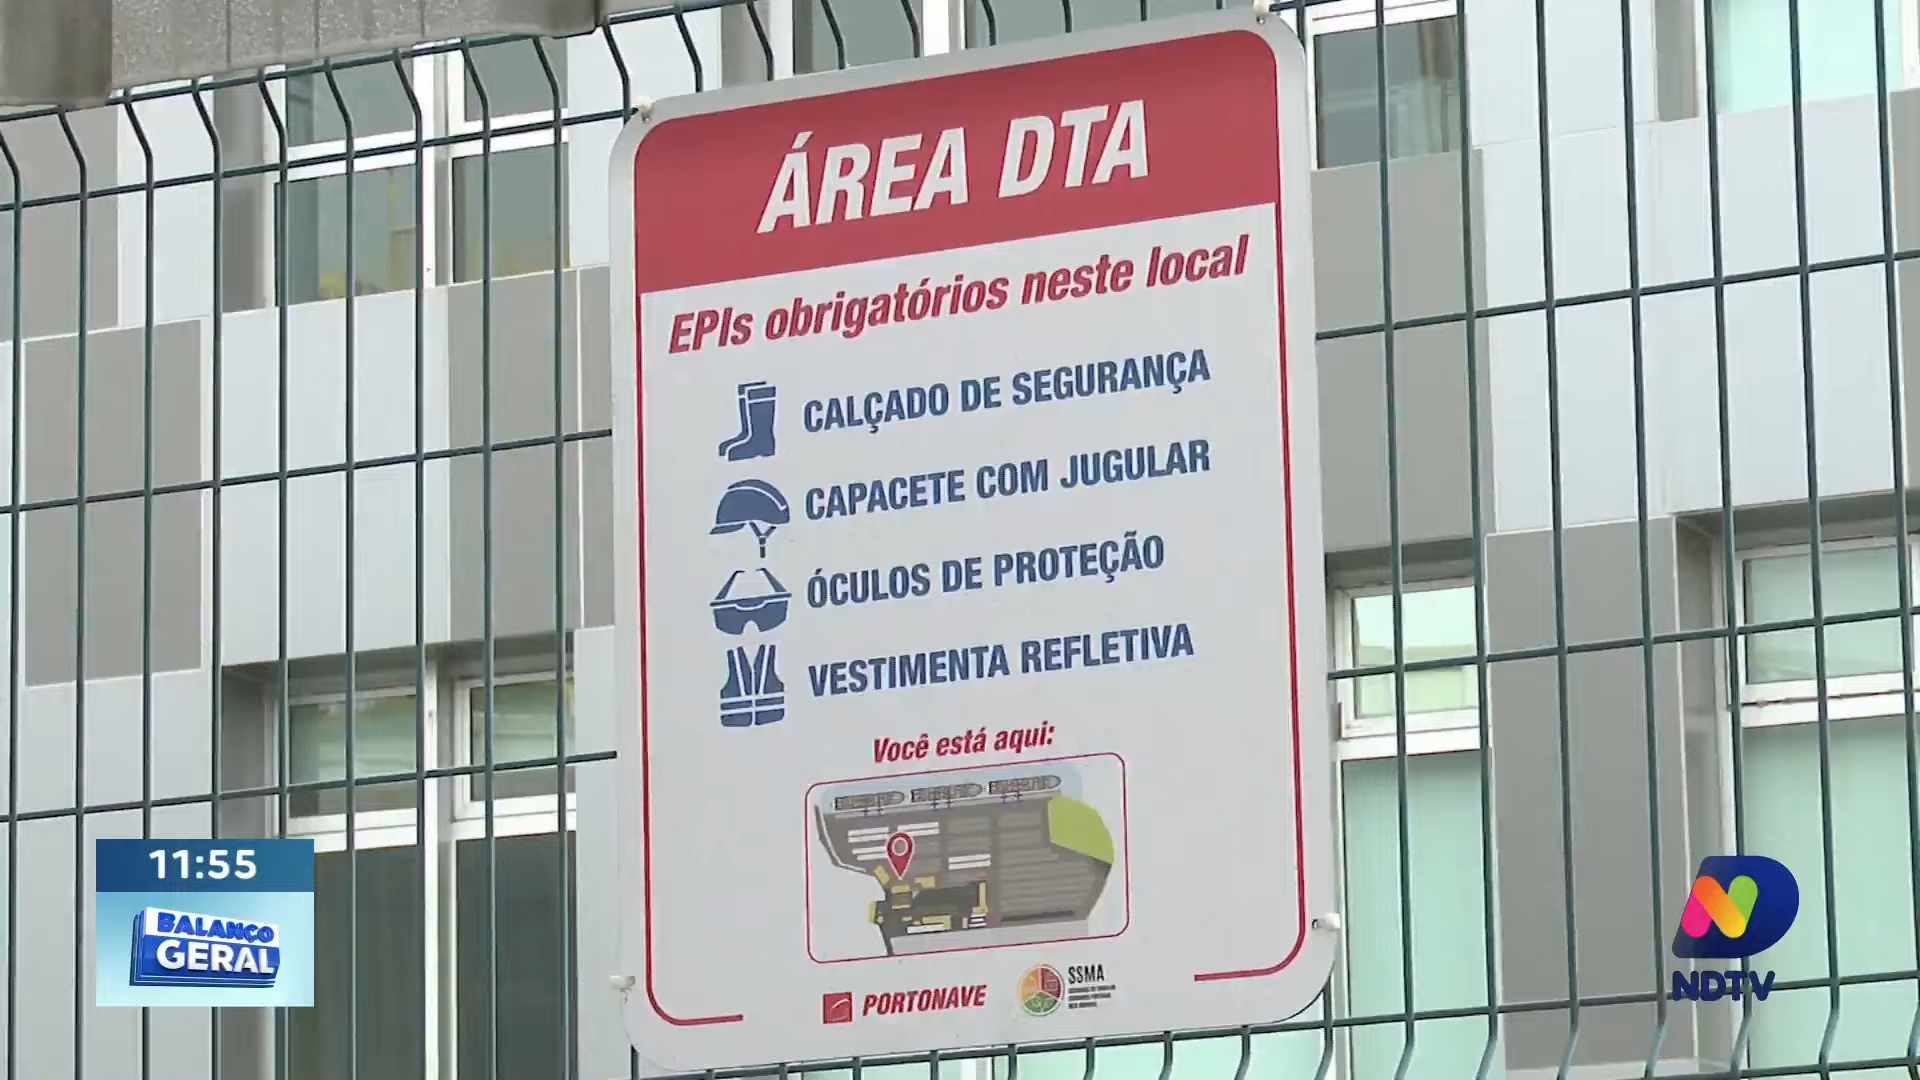 ÁREA DTA
EPIs obrigatórios neste local
CALÇADO DE SEGURANÇA
CAPACETE COM JUGULAR
ÓCULOS DE PROTEÇÃO
VESTIMENTA REFLETIVA
Você está aqui:
PORTONAVE
SSMA
11:55
BALANÇO
GERAL
NDTV